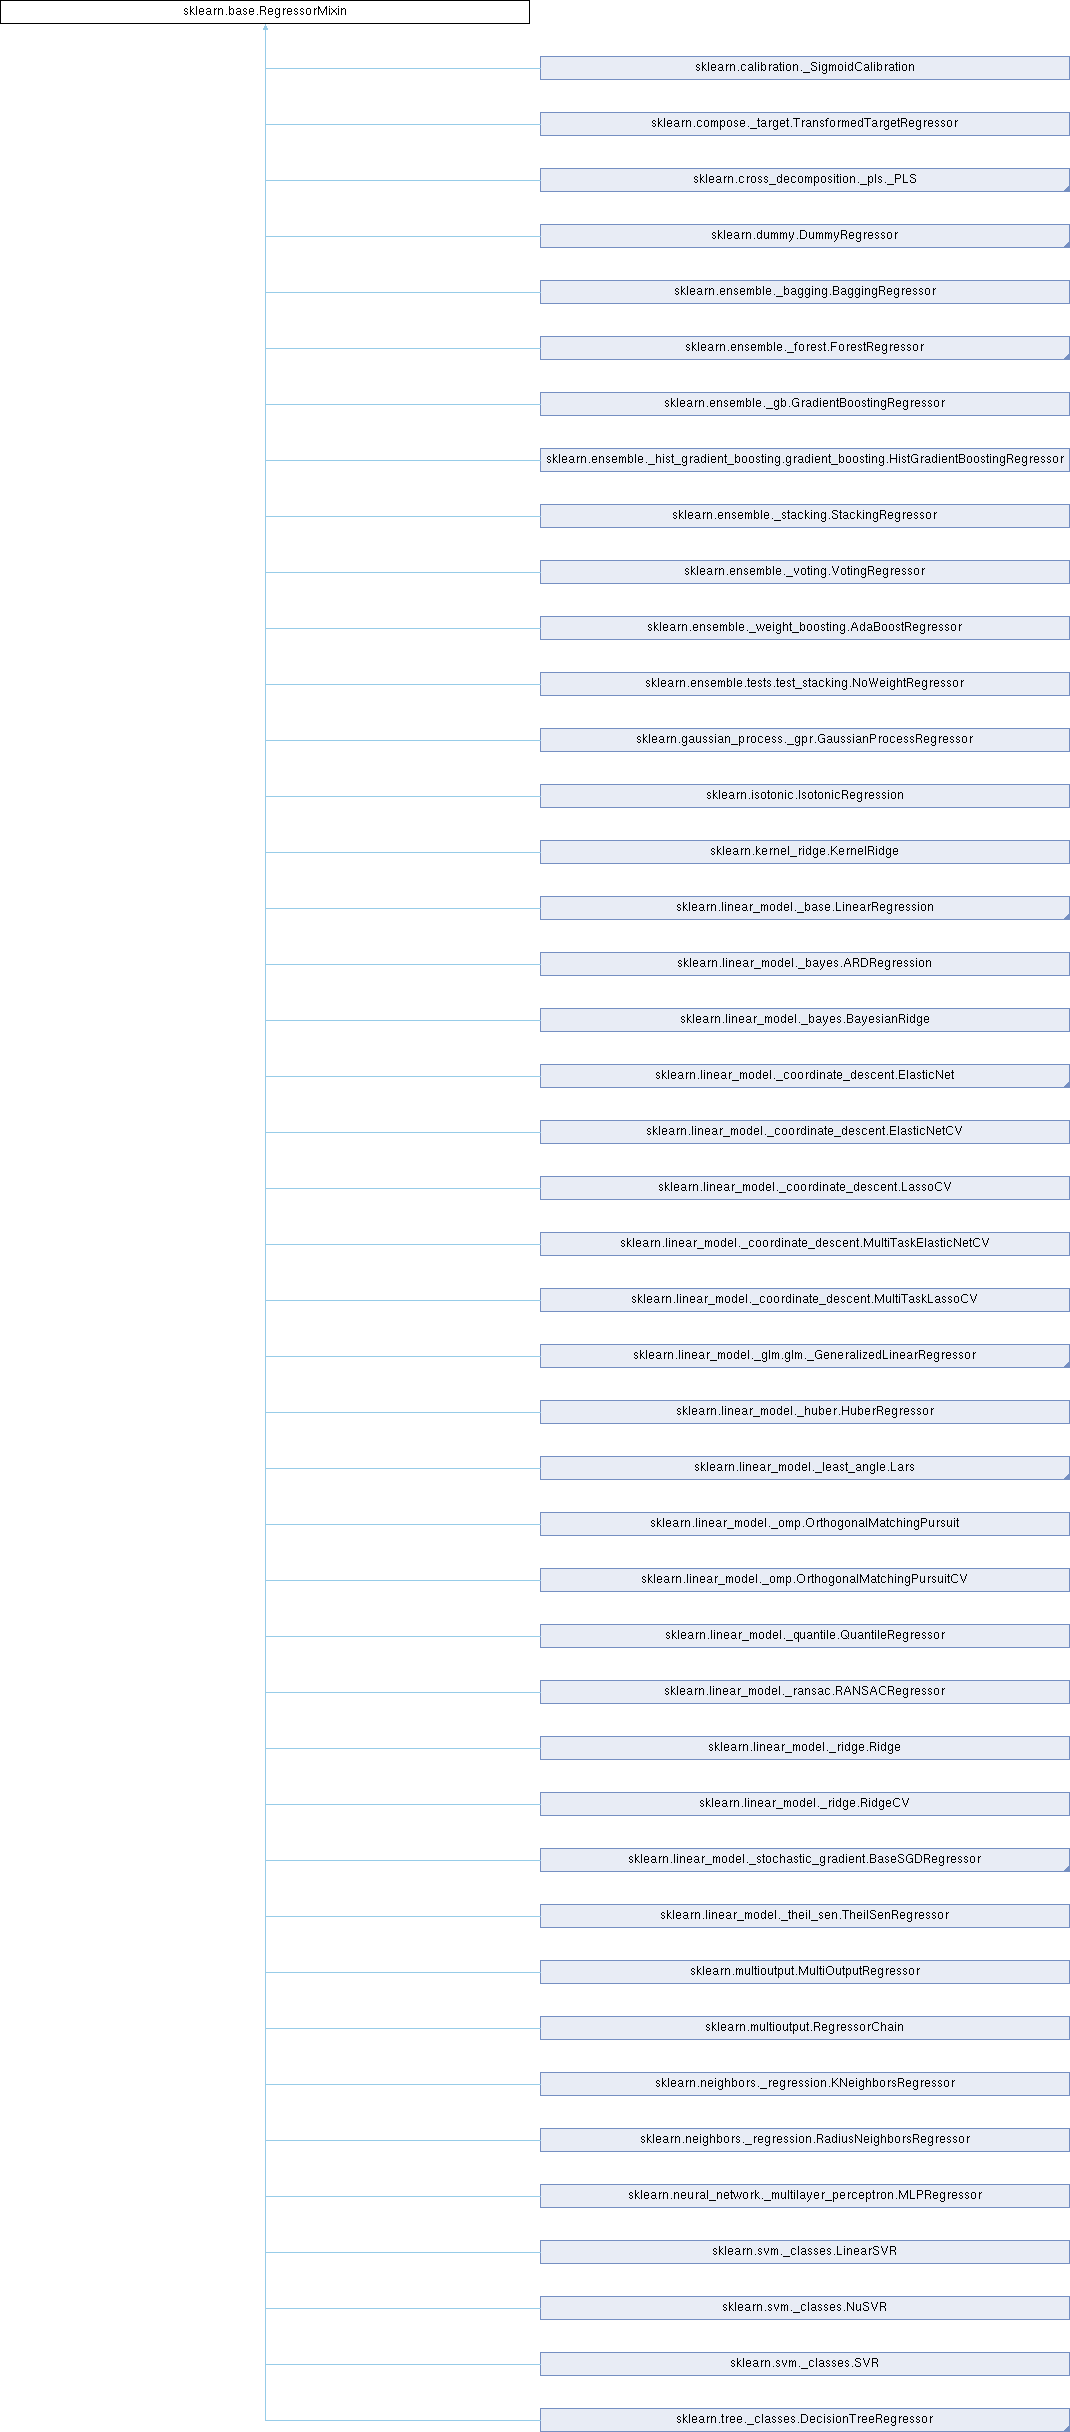 sklearn.base.RegressorMixin
sklearn.calibration._SigmoidCalibration
sklearn.compose._target.TransformedTargetRegressor
sklearn.cross_decomposition._pls._PLS
sklearn.dummy.DummyRegressor
sklearn.ensemble._bagging.BaggingRegressor
sklearn.ensemble._forest.ForestRegressor
sklearn.ensemble._gb.GradientBoostingRegressor
sklearn.ensemble._hist_gradient_boosting.gradient_boosting.HistGradientBoostingRegressor
sklearn.ensemble._stacking.StackingRegressor
sklearn.ensemble._voting.VotingRegressor
sklearn.ensemble._weight_boosting.AdaBoostRegressor
sklearn.ensemble.tests.test_stacking.NoWeightRegressor
sklearn.gaussian_process._gpr.GaussianProcessRegressor
sklearn.isotonic.IsotonicRegression
sklearn.kernel_ridge.KernelRidge
sklearn.linear_model._base.LinearRegression
sklearn.linear_model._bayes.ARDRegression
sklearn.linear_model._bayes.BayesianRidge
sklearn.linear_model._coordinate_descent.ElasticNet
sklearn.linear_model._coordinate_descent.ElasticNetCV
sklearn.linear_model._coordinate_descent.LassoCV
sklearn.linear_model._coordinate_descent.MultiTaskElasticNetCV
sklearn.linear_model._coordinate_descent.MultiTaskLassoCV
sklearn.linear_model._glm.glm._GeneralizedLinearRegressor
sklearn.linear_model._huber.HuberRegressor
sklearn.linear_model._least_angle.Lars
sklearn.linear_model._omp.OrthogonalMatchingPursuit
sklearn.linear_model._omp.OrthogonalMatchingPursuitCV
sklearn.linear_model._quantile.QuantileRegressor
sklearn.linear_model._ransac.RANSACRegressor
sklearn.linear_model._ridge.Ridge
sklearn.linear_model._ridge.RidgeCV
sklearn.linear_model._stochastic_gradient.BaseSGDRegressor
sklearn.linear_model._theil_sen.TheilSenRegressor
sklearn.multioutput.MultiOutputRegressor
sklearn.multioutput.RegressorChain
sklearn.neighbors._regression.KNeighborsRegressor
sklearn.neighbors._regression.RadiusNeighborsRegressor
sklearn.neural_network._multilayer_perceptron.MLPRegressor
sklearn.svm._classes.LinearSVR
sklearn.svm._classes.NuSVR
sklearn.svm._classes.SVR
sklearn.tree._classes.DecisionTreeRegressor